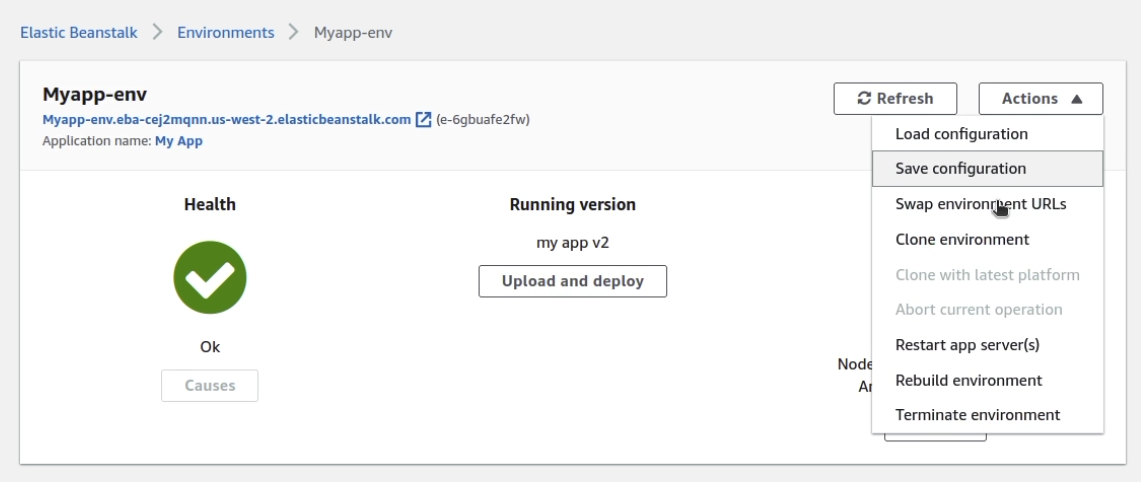 Elastic Beanstalk > Environments > Myapp-env
Myapp-env
Refresh
Actions
Myapp-env.eba-cej2mqnn.us-west-2.elasticbeanstalk.com (e-6gbuafe2fw)
Application name: My App
Load configuration
Save configuration
Swap environment URLs
Clone environment
Clone with latest platform
Abort current operation
Restart app server(s)
Rebuild environment
Terminate environment
Health
Ok
Causes
Running version
my app v2
Upload and deploy
Node